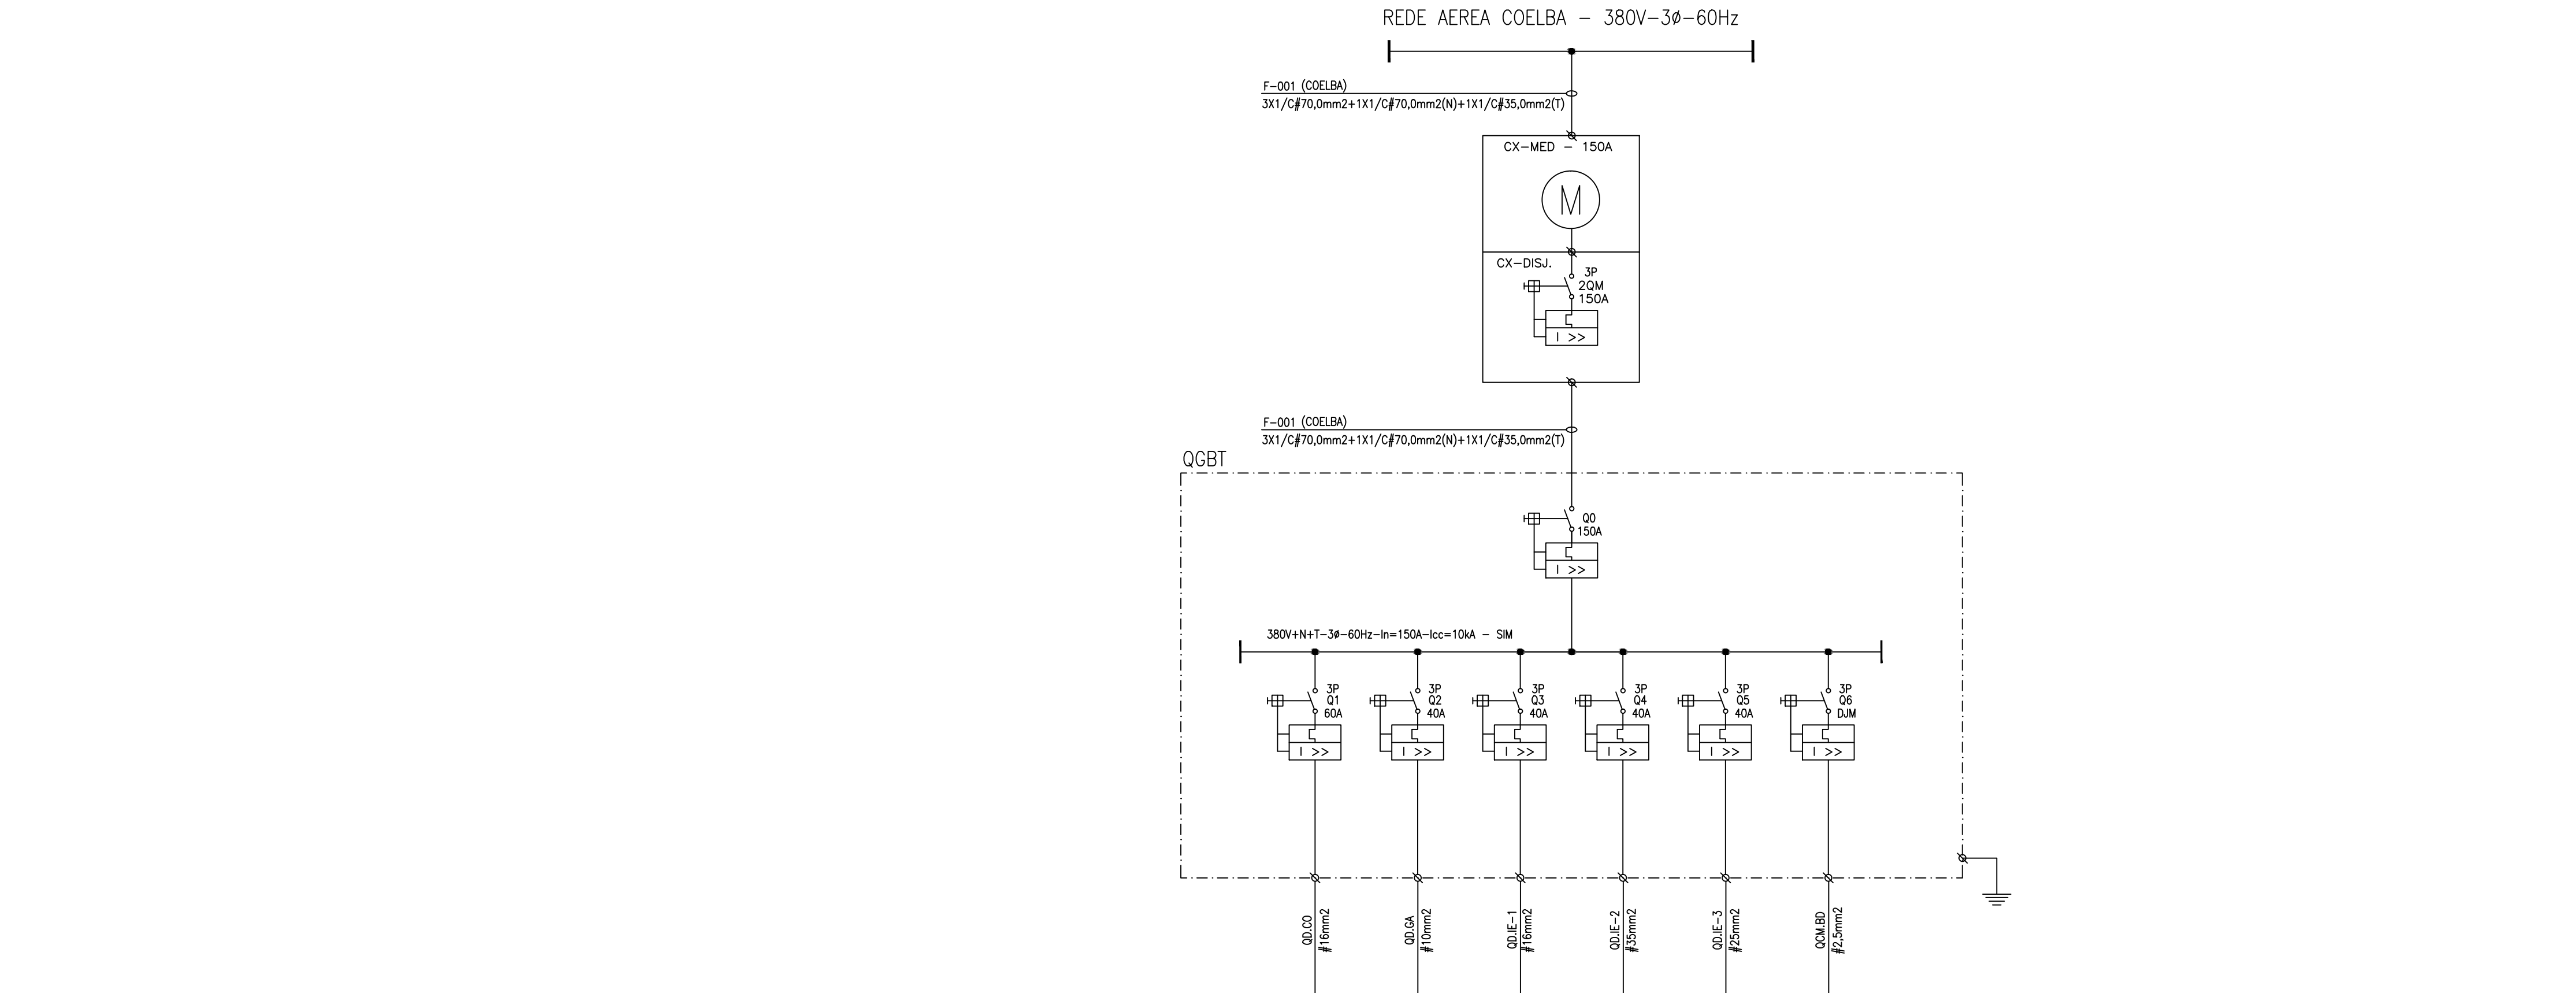 REDE AEREA COELBA - 380V-3ø-60Hz
F-001 (COELBA)
3X1/C#70,0mm2+1X1/C#70,0mm2(N)+1X1/C#35,0mm2(T)
CX-MED - 150A
M
CX-DISJ.
3P
2QM
150A
I >>
F-001 (COELBA)
3X1/C#70,0mm2+1X1/C#70,0mm2(N)+1X1/C#35,0mm2(T)
QGBT
Q0
150A
I >>
380V+N+T-3ø-60Hz-In=150A-Icc=10kA - SIM
3P
Q1
60A
I >>
3P
Q2
40A
I >>
3P
Q3
40A
I >>
3P
Q4
40A
I >>
3P
Q5
40A
I >>
3P
Q6
DJM
I >>
QD.CO
#16mm2
QD.GA
#10mm2
QD.IE-1
#16mm2
QD.IE-2
#35mm2
QD.IE-3
#25mm2
QCM.BD
#2,5mm2